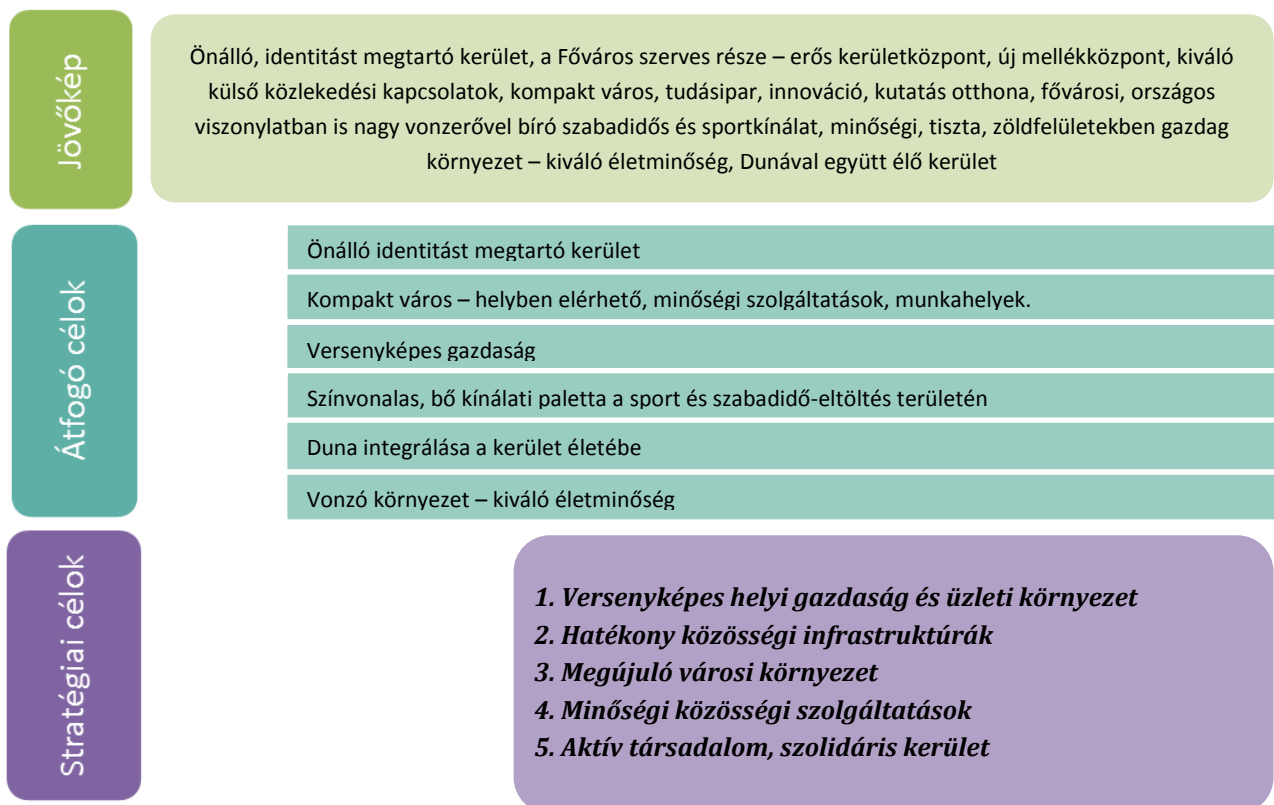 Jövőkép
Önálló, identitást megtartó kerület, a Főváros szerves része – erős kerületközpont, új mellékközpont, kiváló
külső közlekedési kapcsolatok, kompakt város, tudásipar, innováció, kutatás otthona, fővárosi, országos
viszonylatban is nagy vonzerővel bíró szabadidős és sportkínálat, minőségi, tiszta, zöldfelületekben gazdag
környezet – kiváló életminőség, Dunával együtt élő kerület
Átfogó célok
Önálló identitást megtartó kerület
Kompakt város – helyben elérhető, minőségi szolgáltatások, munkahelyek.
Versenyképes gazdaság
Színvonalas, bő kínálati paletta a sport és szabadidő-eltöltés területén
Duna integrálása a kerület életébe
Vonzó környezet – kiváló életminőség
Stratégiai célok
1. Versenyképes helyi gazdaság és üzleti környezet
2. Hatékony közösségi infrastruktúrák
3. Megújuló városi környezet
4. Minőségi közösségi szolgáltatások
5. Aktív társadalom, szolidáris kerület